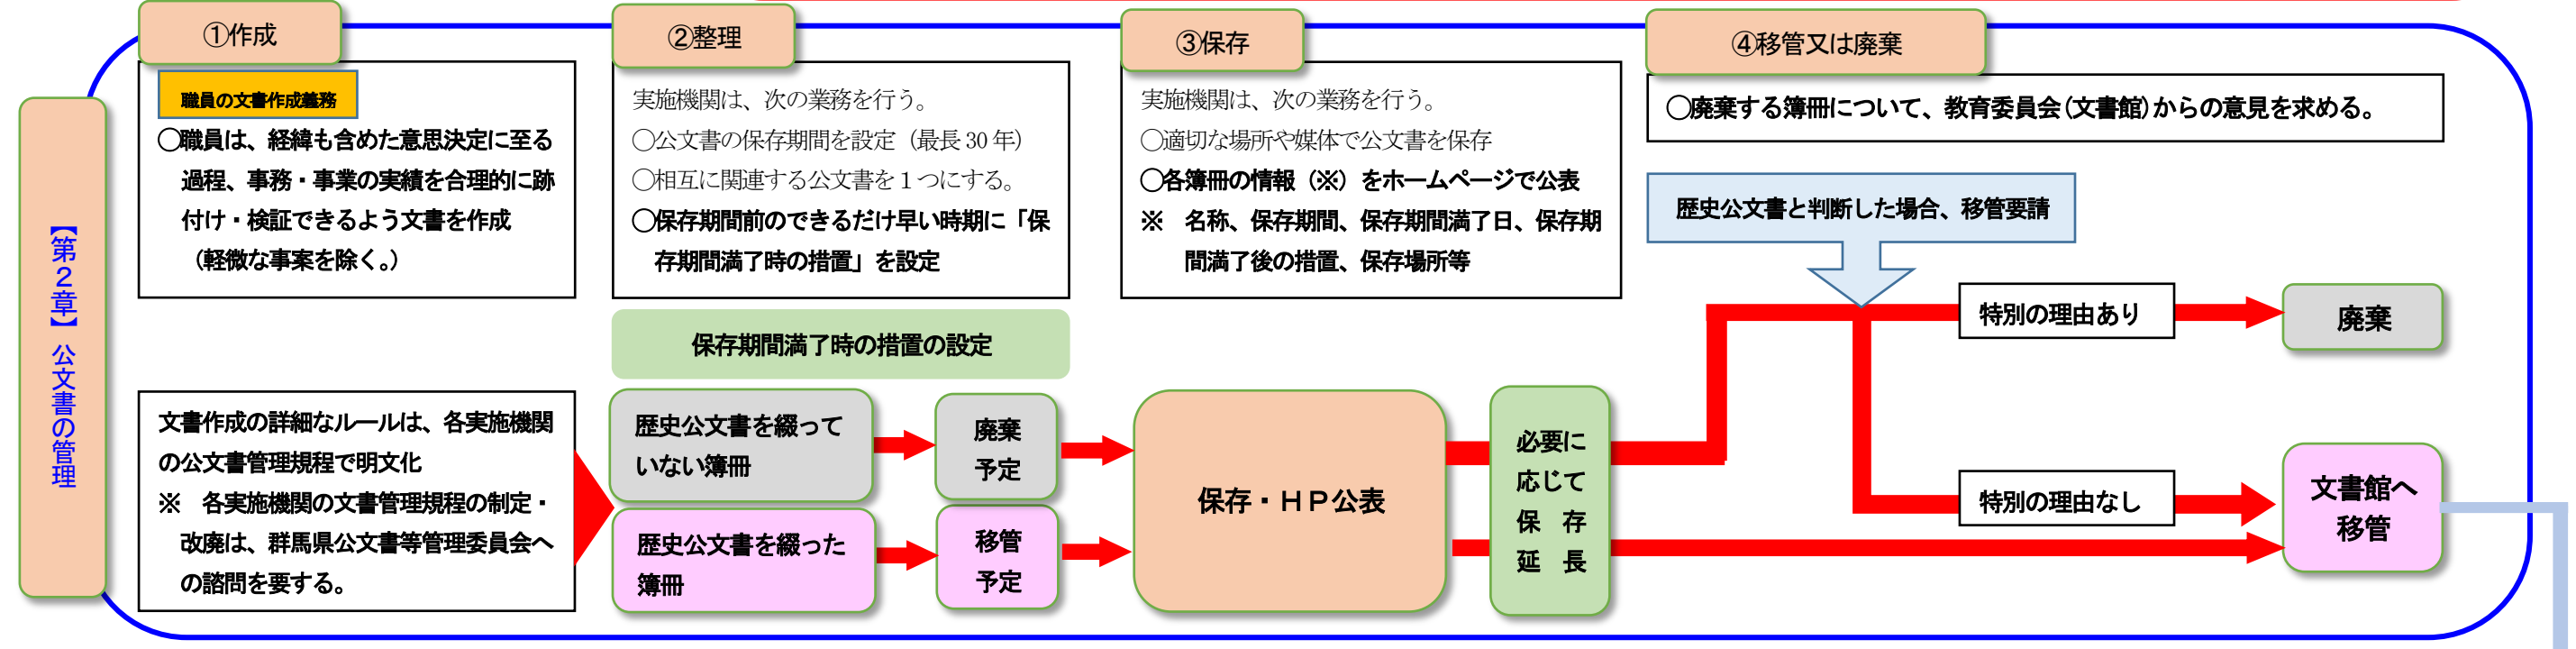 【第２章】公文書の管理
①作成
職員の文書作成義務
○職員は、経緯も含めた意思決定に至る
過程、事務・事業の実績を合理的に跡
付け・検証できるよう文書を作成
（軽微な事案を除く。）
文書作成の詳細なルールは、各実施機関
の公文書管理規程で明文化
※　各実施機関の文書管理規程の制定・
改廃は、群馬県公文書等管理委員会へ
の諮問を要する。
②整理
実施機関は、次の業務を行う。
○公文書の保存期間を設定（最長 30 年）
○相互に関連する公文書を１つにする。
○保存期間前のできるだけ早い時期に「保
存期間満了時の措置」を設定
保存期間満了時の措置の設定
歴史公文書を綴って
いない簿冊
廃棄
予定
歴史公文書を綴った
簿冊
移管
予定
③保存
実施機関は、次の業務を行う。
○適切な場所や媒体で公文書を保存
○各簿冊の情報（※）をホームページで公表
※　名称、保存期間、保存期間満了日、保存期
間満了後の措置、保存場所等
保存・ＨＰ公表
必要に
応じて
保　存
延　長
④移管又は廃棄
○廃棄する簿冊について、教育委員会(文書館)からの意見を求める。
歴史公文書と判断した場合、移管要請
特別の理由あり
廃棄
特別の理由なし
文書館へ
移管